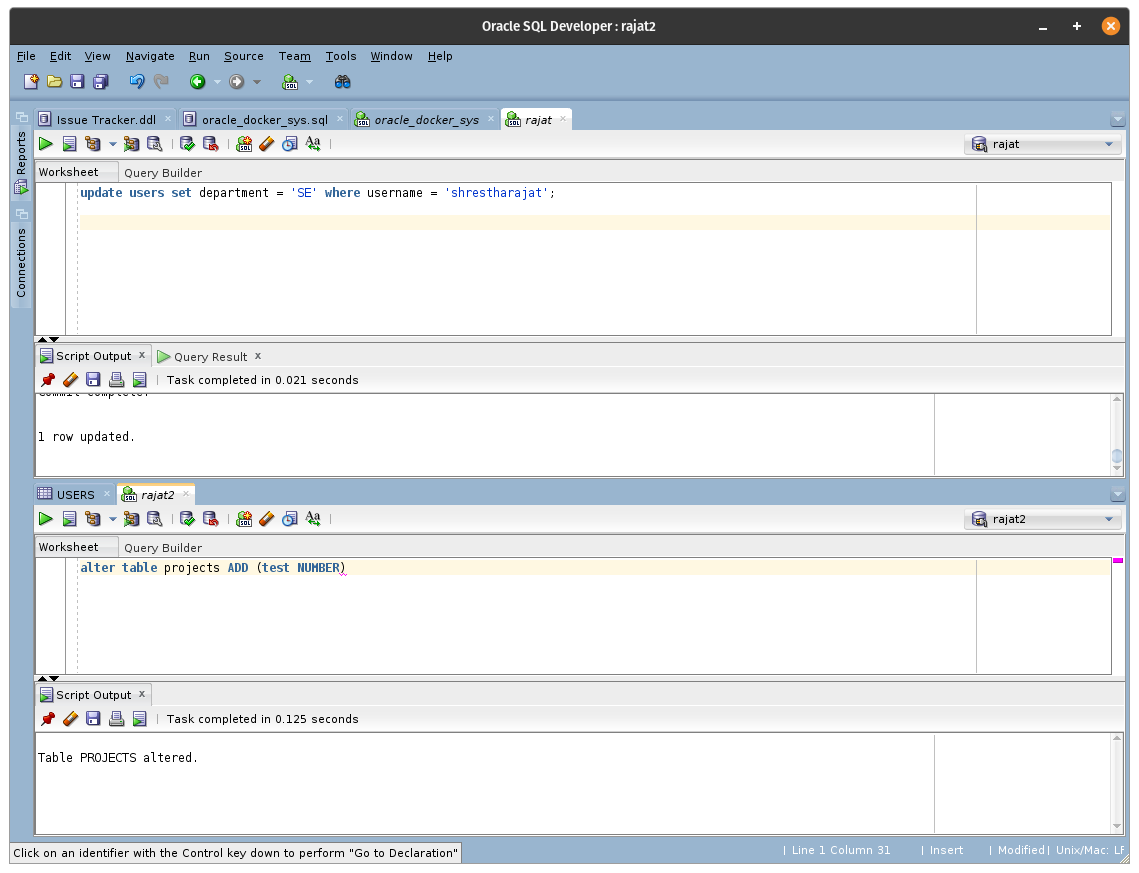 Oracle SQL Developer : rajat2
File Edit View Navigate Run Source Team Tools Window Help
Issue Tracker.ddl oracle_docker_sys.sql oracle_docker_sys rajat
Reports
Connections
rajat
Worksheet Query Builder
update users set department = 'SE' where username = 'shrestharajat';
Script Output Query Result
Task completed in 0.021 seconds
Commit complete.
1 row updated.
USERS rajat2
rajat2
Worksheet Query Builder
alter table projects ADD (test NUMBER)
Script Output
Task completed in 0.125 seconds
Table PROJECTS altered.
Click on an identifier with the Control key down to perform "Go to Declaration" | Line 1 Column 31 | Insert | Modified | Unix/Mac: LF